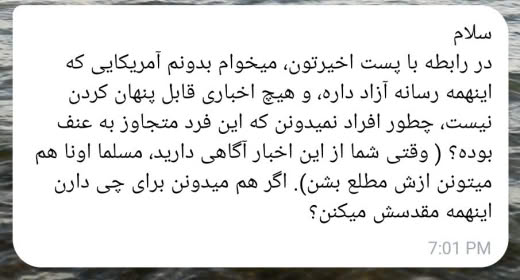 سلام
در رابطه با پست اخیرتون، میخوام بدونم آمریکایی که
اینهمه رسانه آزاد داره، و هیچ اخباری قابل پنهان کردن
نیست، چطور افراد نمیدونن که این فرد متجاوز به عنف
بوده؟ ( وقتی شما از این اخبار آگاهی دارید، مسلما اونا هم
میتونن ازش مطلع بشن). اگر هم میدونن برای چی دارن
اینهمه مقدسش میکنن؟
7:01 PM